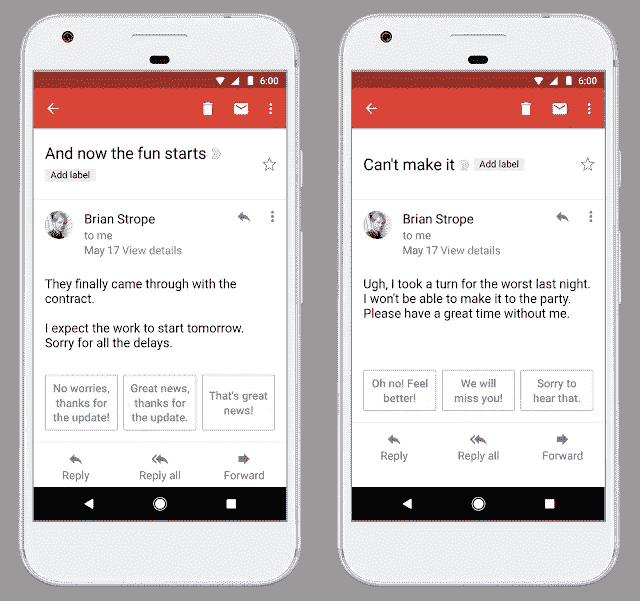 6:00
And now the fun starts
Add label
Brian Strope
to me
May 17 View details
They finally came through with the
contract.
I expect the work to start tomorrow.
Sorry for all the delays.
No worries,
thanks for
the update!
Great news,
thanks for
the update.
That's great
news!
Reply
Reply all
Forward
6:00
Can't make it
Add label
Brian Strope
to me
May 17 View details
Ugh, I took a turn for the worst last night.
I won't be able to make it to the party.
Please have a great time without me.
Oh no! Feel
better!
We will
miss you!
Sorry to
hear that.
Reply
Reply all
Forward